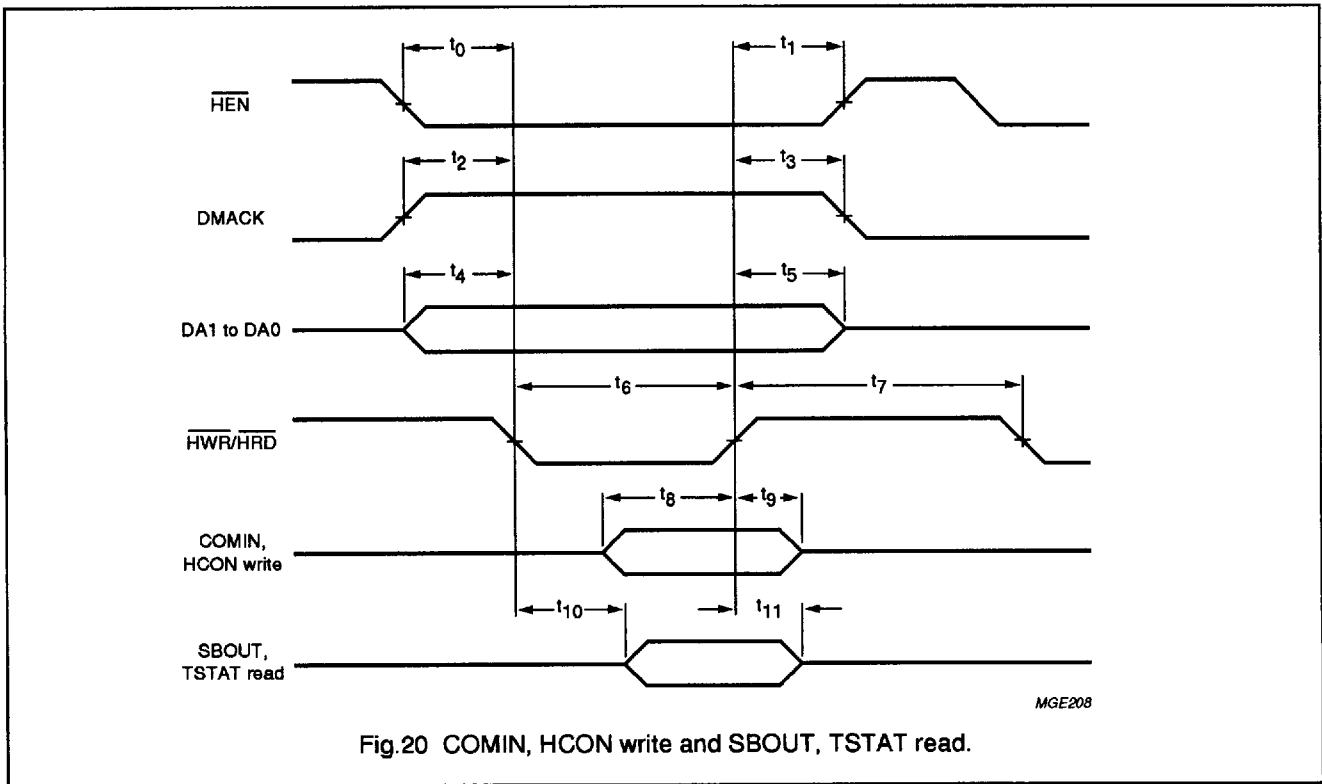 t0
t1
HEN
t2
t3
DMACK
t4
t5
DA1 to DA0
t6
t7
HWR/HRD
t8
t9
COMIN,
HCON write
t10
t11
SBOUT,
TSTAT read
MGE208
Fig.20 COMIN, HCON write and SBOUT, TSTAT read.